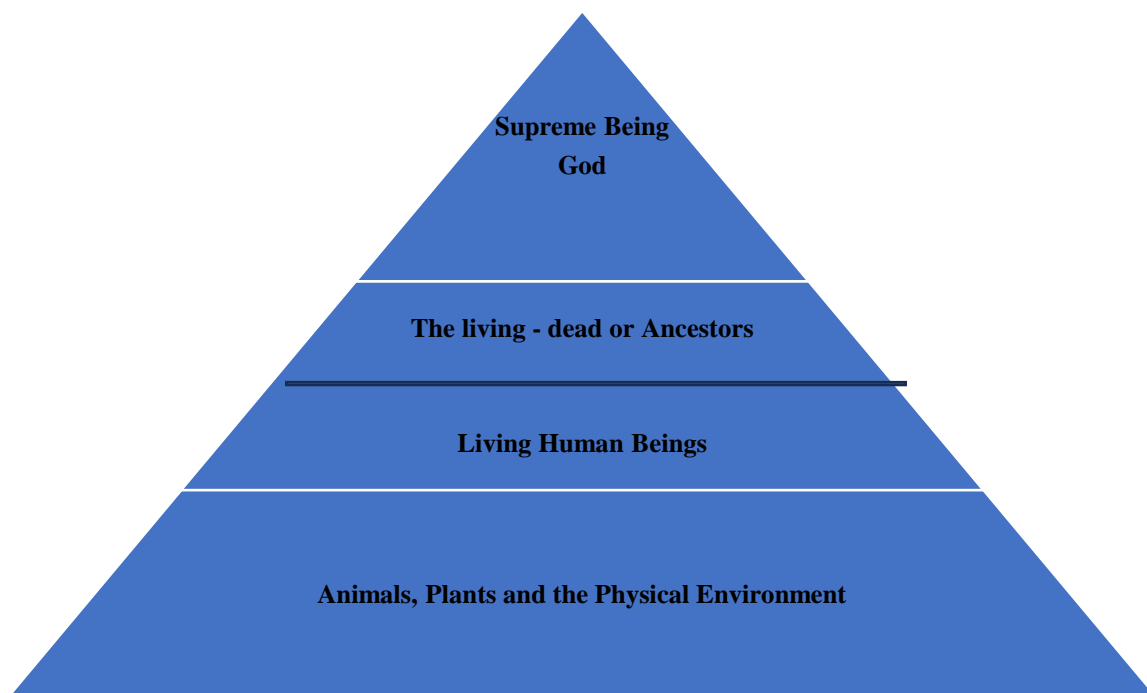 Supreme Being
God
The living - dead or Ancestors
Living Human Beings
Animals, Plants and the Physical Environment